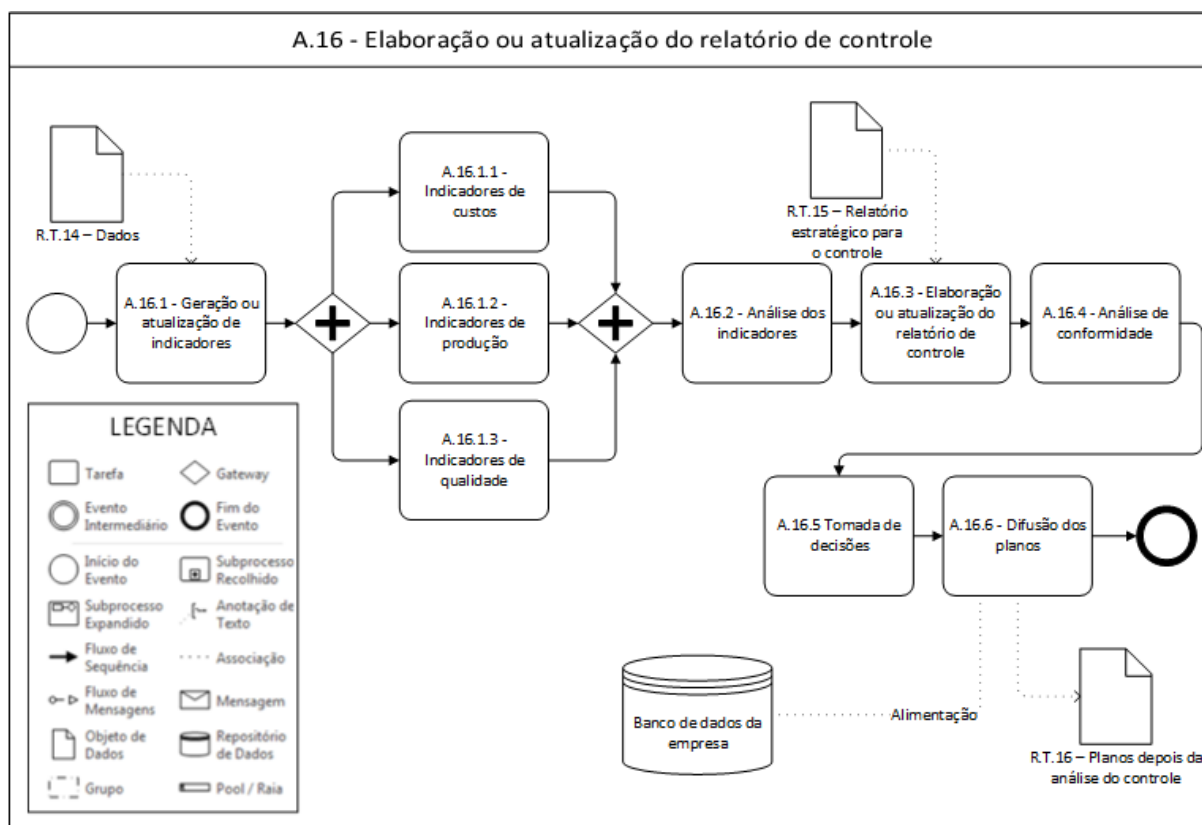 A.16 - Elaboração ou atualização do relatório de controle
R.T.14 – Dados
A.16.1 - Geração ou
atualização de
indicadores
A.16.1.1 -
Indicadores de
custos
A.16.1.2 -
Indicadores de
produção
A.16.1.3 -
Indicadores de
qualidade
A.16.2 - Análise dos
indicadores
R.T.15 – Relatório
estratégico para
o controle
A.16.3 - Elaboração
ou atualização do
relatório de
controle
A.16.4 - Análise de
conformidade
A.16.5 Tomada de
decisões
A.16.6 - Difusão dos
planos
Banco de dados da
empresa
Alimentação
R.T.16 – Planos depois da
análise do controle
LEGENDA
Tarefa
Gateway
Evento
Intermediário
Fim do
Evento
Início do
Evento
Subprocesso
Recolhido
Subprocesso
Expandido
Anotação de
Texto
Fluxo de
Sequência
Associação
Fluxo de
Mensagens
Mensagem
Objeto de
Dados
Repositório
de Dados
Grupo
Pool / Raia